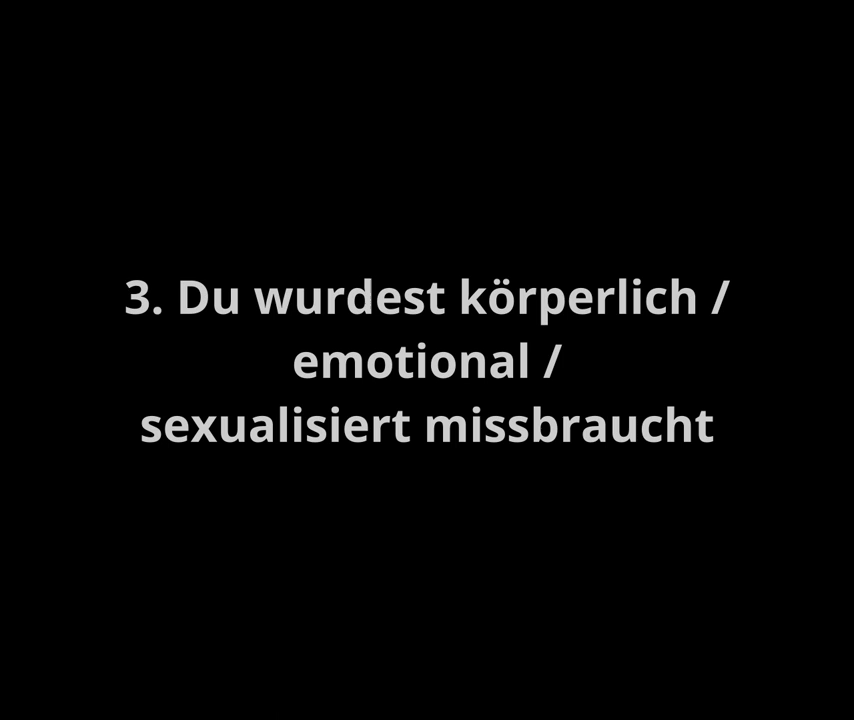 3. Du wurdest körperlich /
emotional /
sexualisiert missbraucht